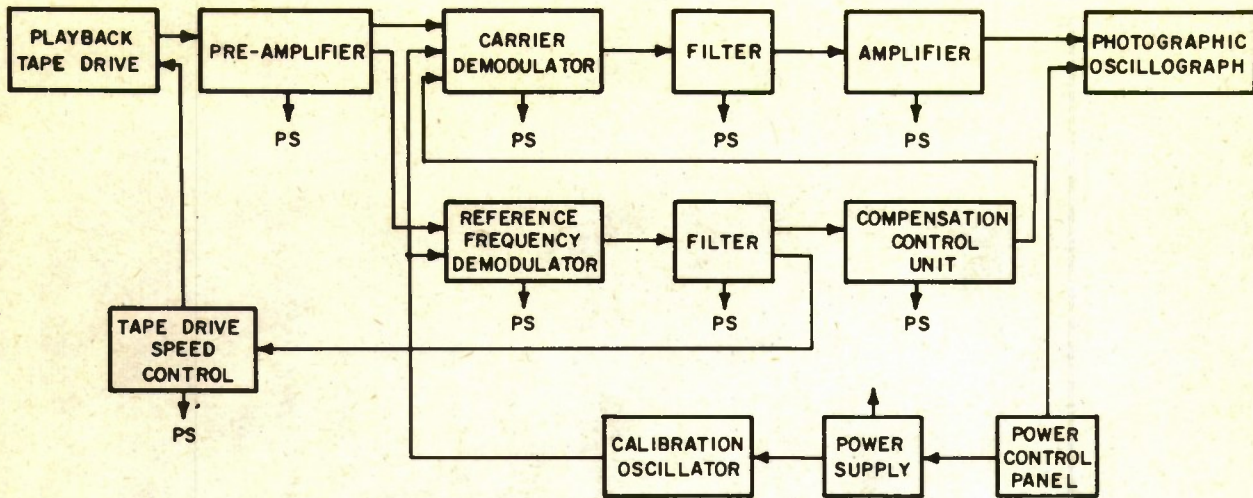 PLAYBACK
TAPE DRIVE
PRE-AMPLIFIER
CARRIER
DEMODULATOR
FILTER
AMPLIFIER
PHOTOGRAPHIC
OSCILLOGRAPH
PS
PS
PS
PS
REFERENCE
FREQUENCY
DEMODULATOR
FILTER
COMPENSATION
CONTROL
UNIT
PS
PS
PS
TAPE DRIVE
SPEED
CONTROL
PS
CALIBRATION
OSCILLATOR
POWER
SUPPLY
POWER
CONTROL
PANEL